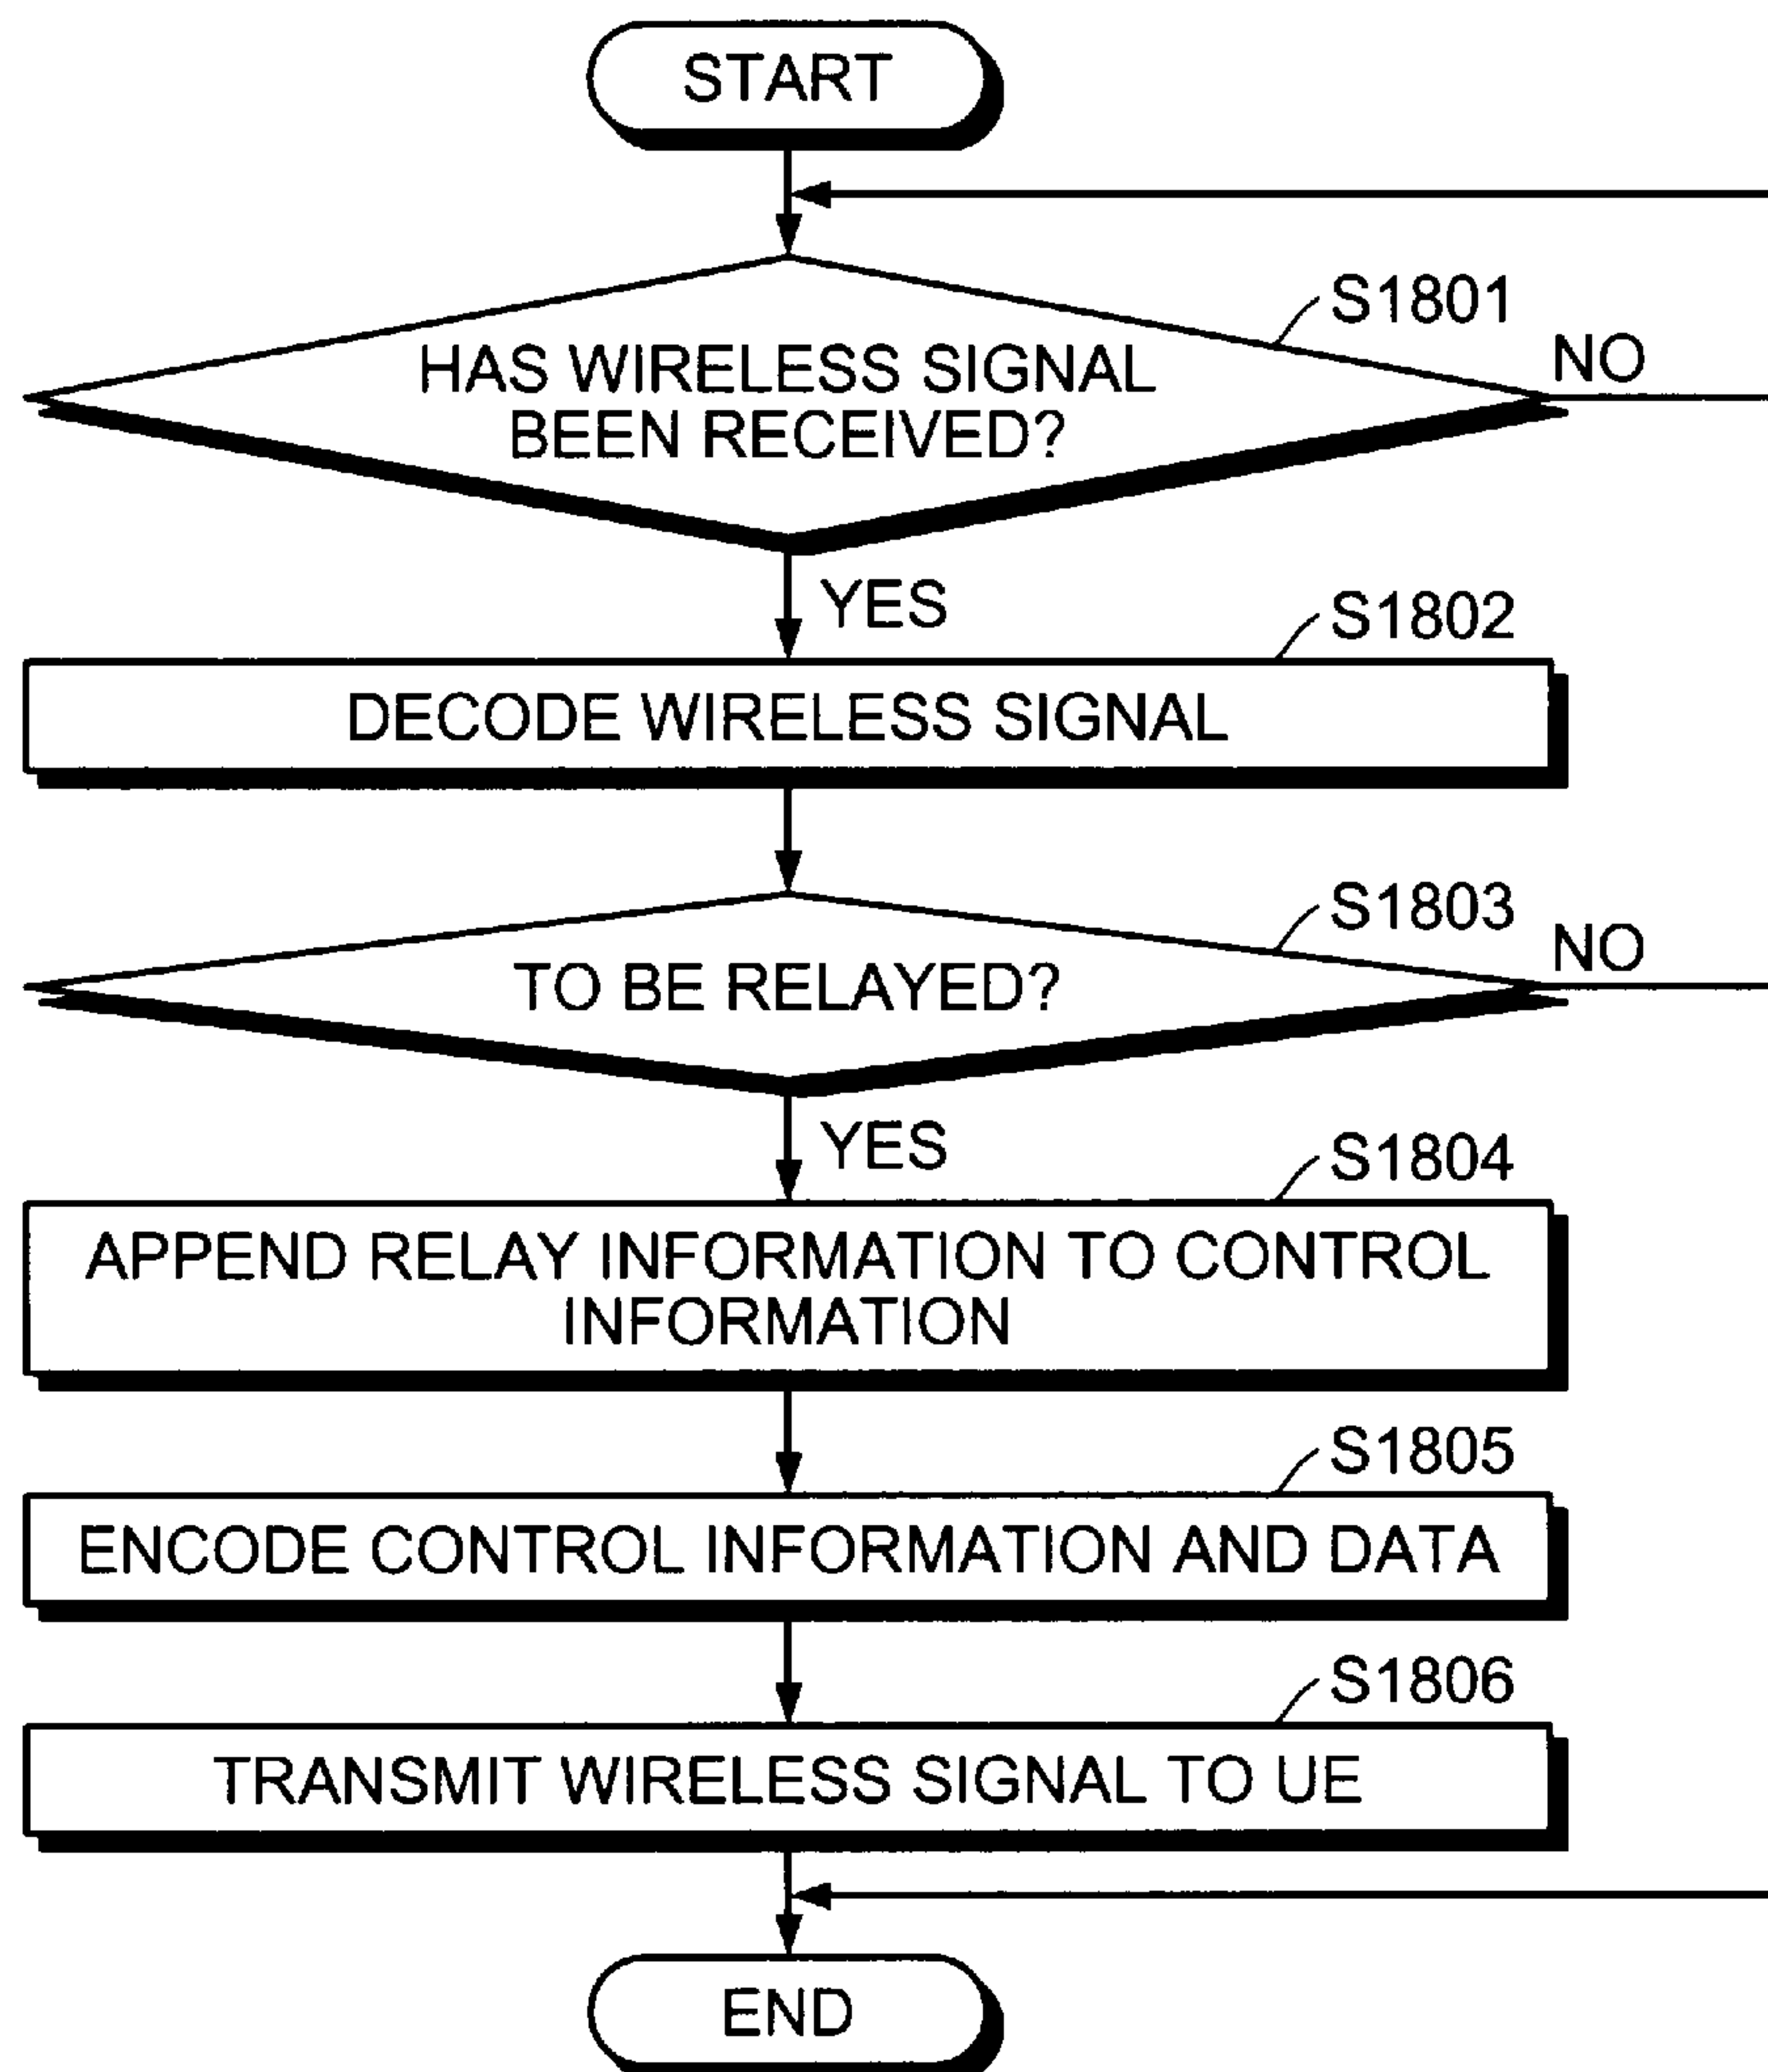 START
S1801
HAS WIRELESS SIGNAL
BEEN RECEIVED?
NO
YES
S1802
DECODE WIRELESS SIGNAL
S1803
TO BE RELAYED?
NO
YES
S1804
APPEND RELAY INFORMATION TO CONTROL
INFORMATION
S1805
ENCODE CONTROL INFORMATION AND DATA
S1806
TRANSMIT WIRELESS SIGNAL TO UE
END